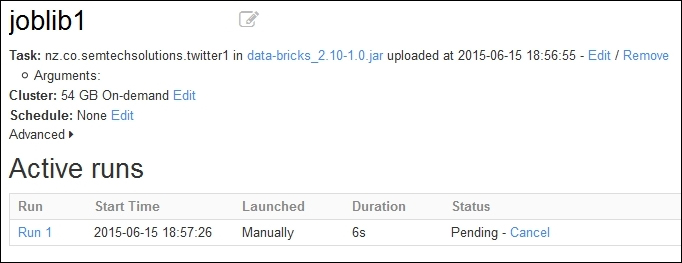 joblib1
Task: nz.co.semtechsolutions.twitter1 in data-bricks_2.10-1.0.jar uploaded at 2015-06-15 18:56:55 - Edit / Remove
Arguments:
Cluster: 54 GB On-demand Edit
Schedule: None Edit
Advanced
Active runs
Run Start Time Launched Duration Status
Run 1 2015-06-15 18:57:26 Manually 6s Pending - Cancel